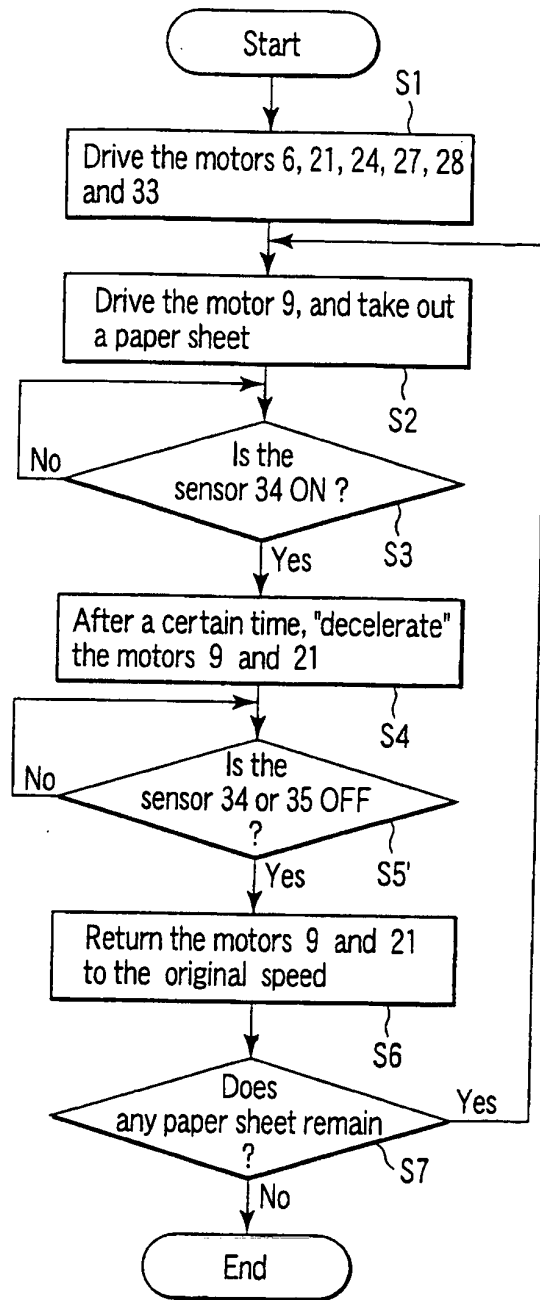 Start
S1
Drive the motors 6, 21, 24, 27, 28
and 33
Drive the motor 9, and take out
a paper sheet
S2
Is the
No
sensor 34 ON ?
S3
Yes
After a certain time, "decelerate"
the motors 9 and 21
S4
Is the
No
sensor 34 or 35 OFF
?
S5'
Yes
Return the motors 9 and 21
to the original speed
S6
Does
Yes
any paper sheet remain
?
S7
No
End